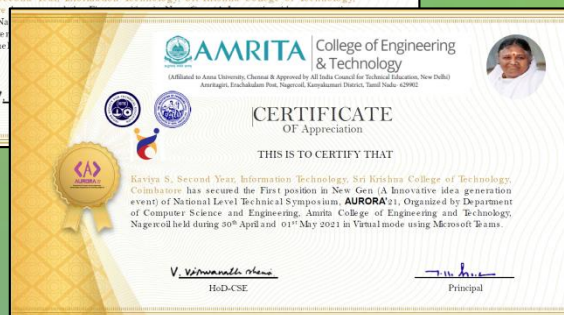 AMRITA
College of Engineering
& Technology
(Affiliated to Anna University, Chennai & Approved by All India Council for Technical Education, New Delhi)
Amritagiri, Erachakulam Post, Nagercoil, Kanyakumari District, Tamil Nadu- 629902
CERTIFICATE
OF Appreciation
THIS IS TO CERTIFY THAT
Kaviya S, Second Year, Information Technology, Sri Krishna College of Technology,
Coimbatore has secured the First position in New Gen (A Innovative idea generation
event) of National Level Technical Symposium, AURORA'21, Organized by Department
of Computer Science and Engineering, Amrita College of Engineering and Technology,
Nagercoil held during 30th April and 01st May 2021 in Virtual mode using Microsoft Teams.
<A>
HoD-CSE
Principal